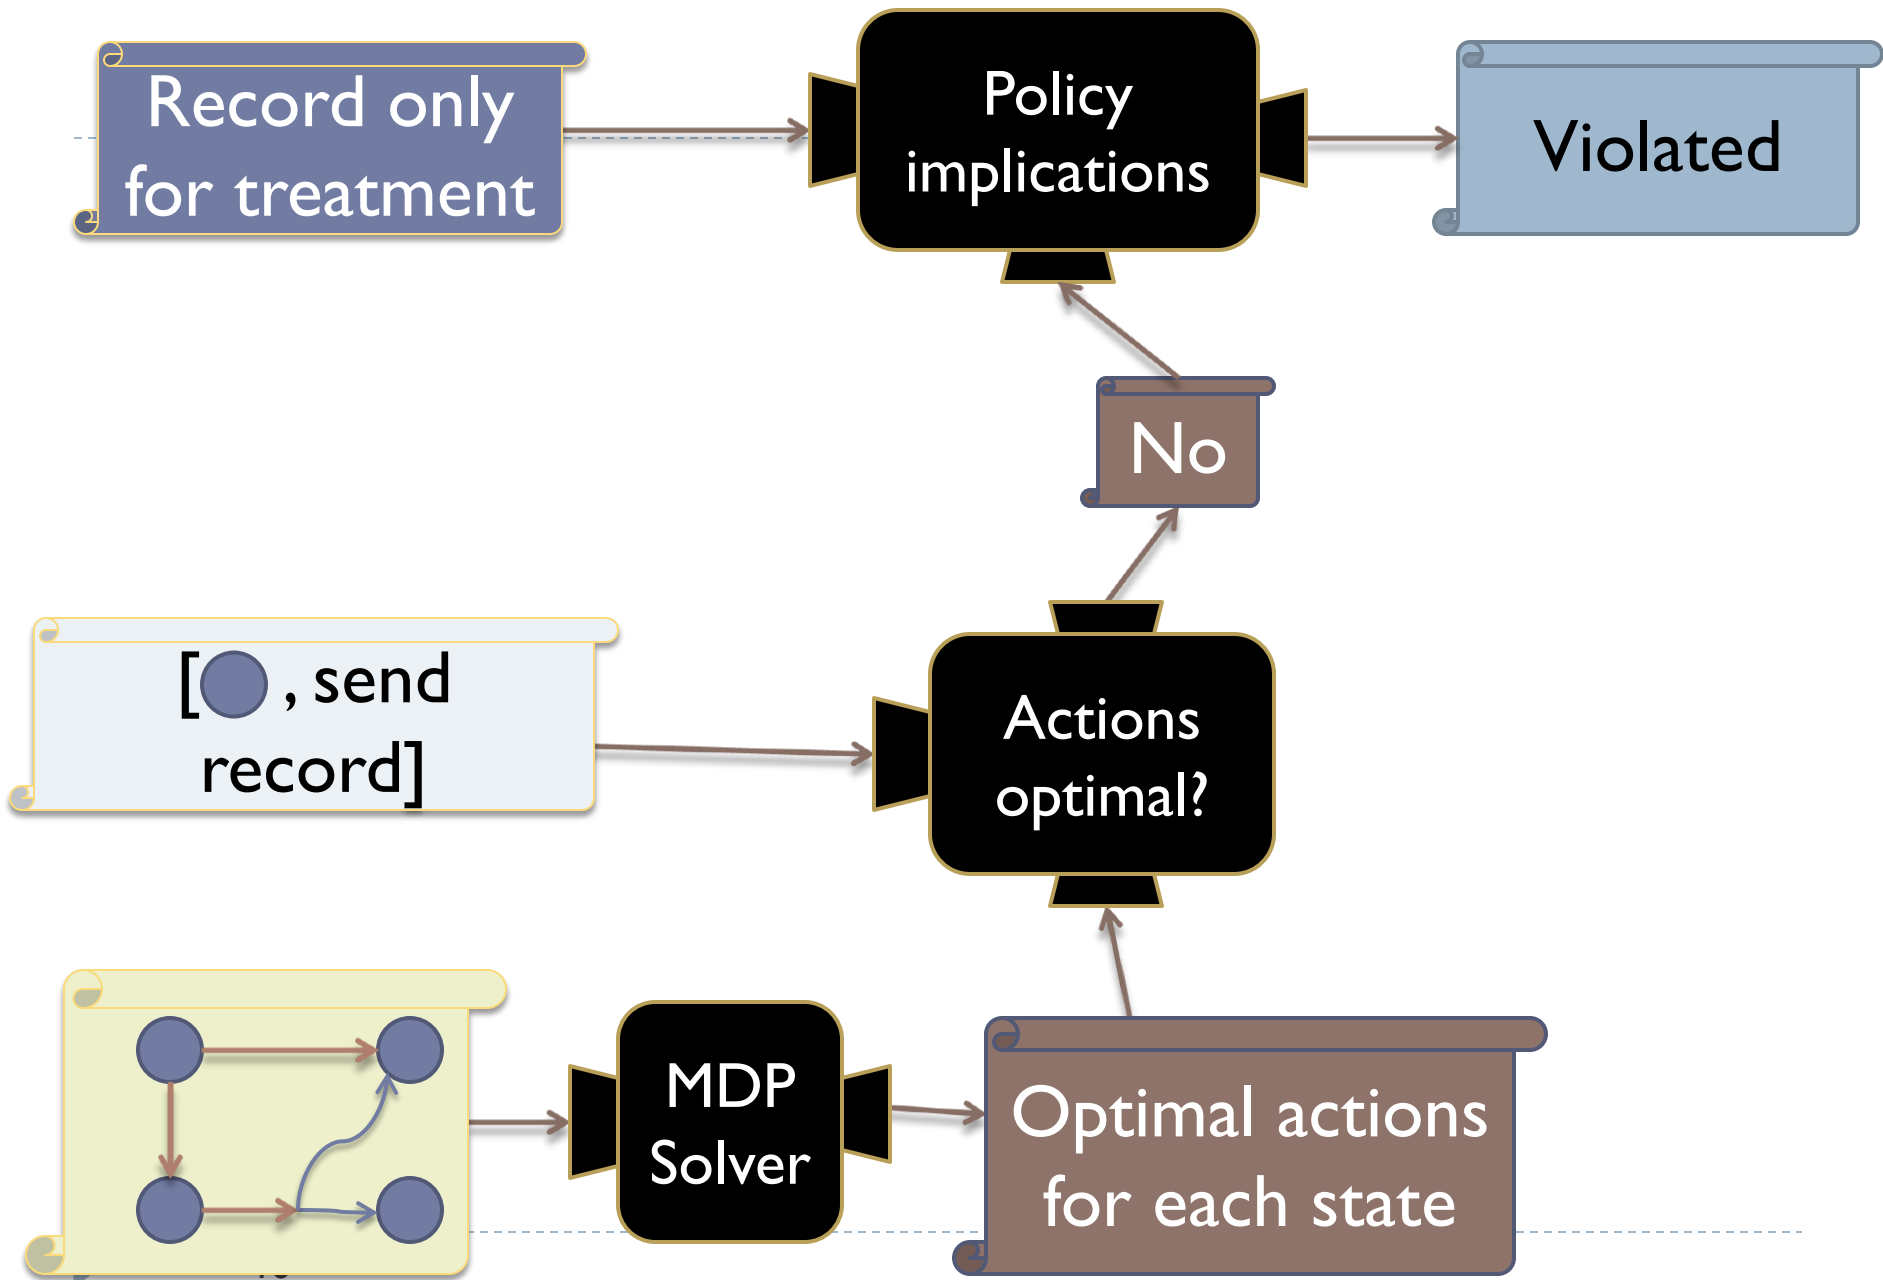 Record only
for treatment
Policy
implications
Violated
No
[ , send
record]
Actions
optimal?
MDP
Solver
Optimal actions
for each state